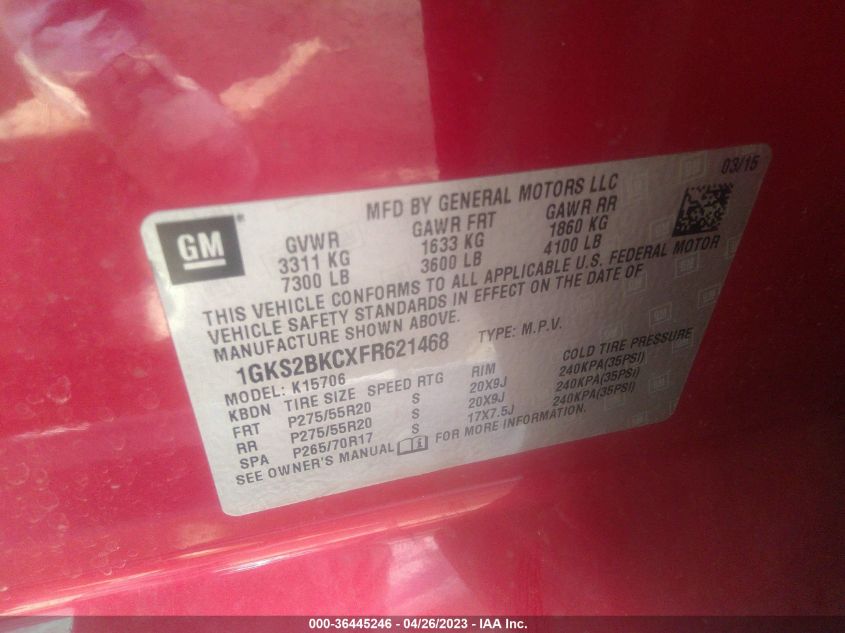 03/15
GM
MFD BY GENERAL MOTORS LLC
GVWR GAWR FRT GAWR RR
3311 KG 1633 KG 1860 KG
7300 LB 3600 LB 4100 LB
THIS VEHICLE CONFORMS TO ALL APPLICABLE U.S. FEDERAL MOTOR
VEHICLE SAFETY STANDARDS IN EFFECT ON THE DATE OF
MANUFACTURE SHOWN ABOVE.
1GKS2BKCXFR621468 TYPE: M.P.V.
MODEL: K15706
KBDN TIRE SIZE SPEED RTG RIM COLD TIRE PRESSURE
FRT P275/55R20 S 20X9J 240KPA(35PSI)
RR P275/55R20 S 20X9J 240KPA(35PSI)
SPA P265/70R17 S 17X7.5J 240KPA(35PSI)
SEE OWNER'S MANUAL FOR MORE INFORMATION.
000-36445246 - 04/26/2023 - IAA Inc.